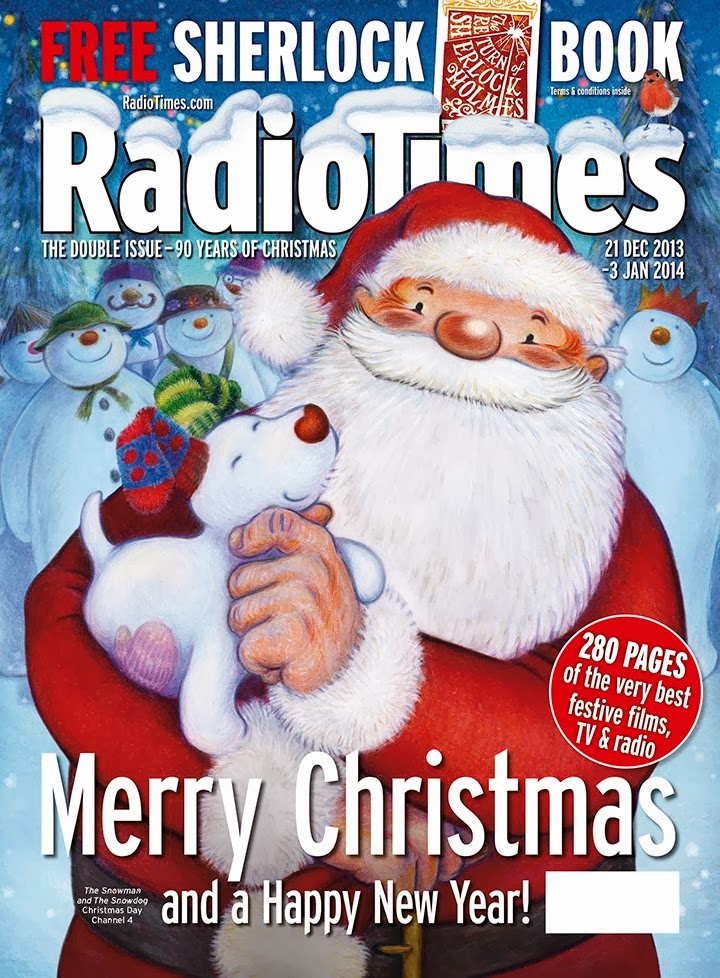 FREE SHERLOCK BOOK
The
RETURN of
SHERLOCK
HOLMES
Terms & conditions inside
RadioTimes.com
RadioTimes
THE DOUBLE ISSUE – 90 YEARS OF CHRISTMAS
21 DEC 2013
–3 JAN 2014
280 PAGES
of the very best
festive films,
TV & radio
Merry Christmas
and a Happy New Year!
The Snowman
and The Snowdog
Christmas Day
Channel 4